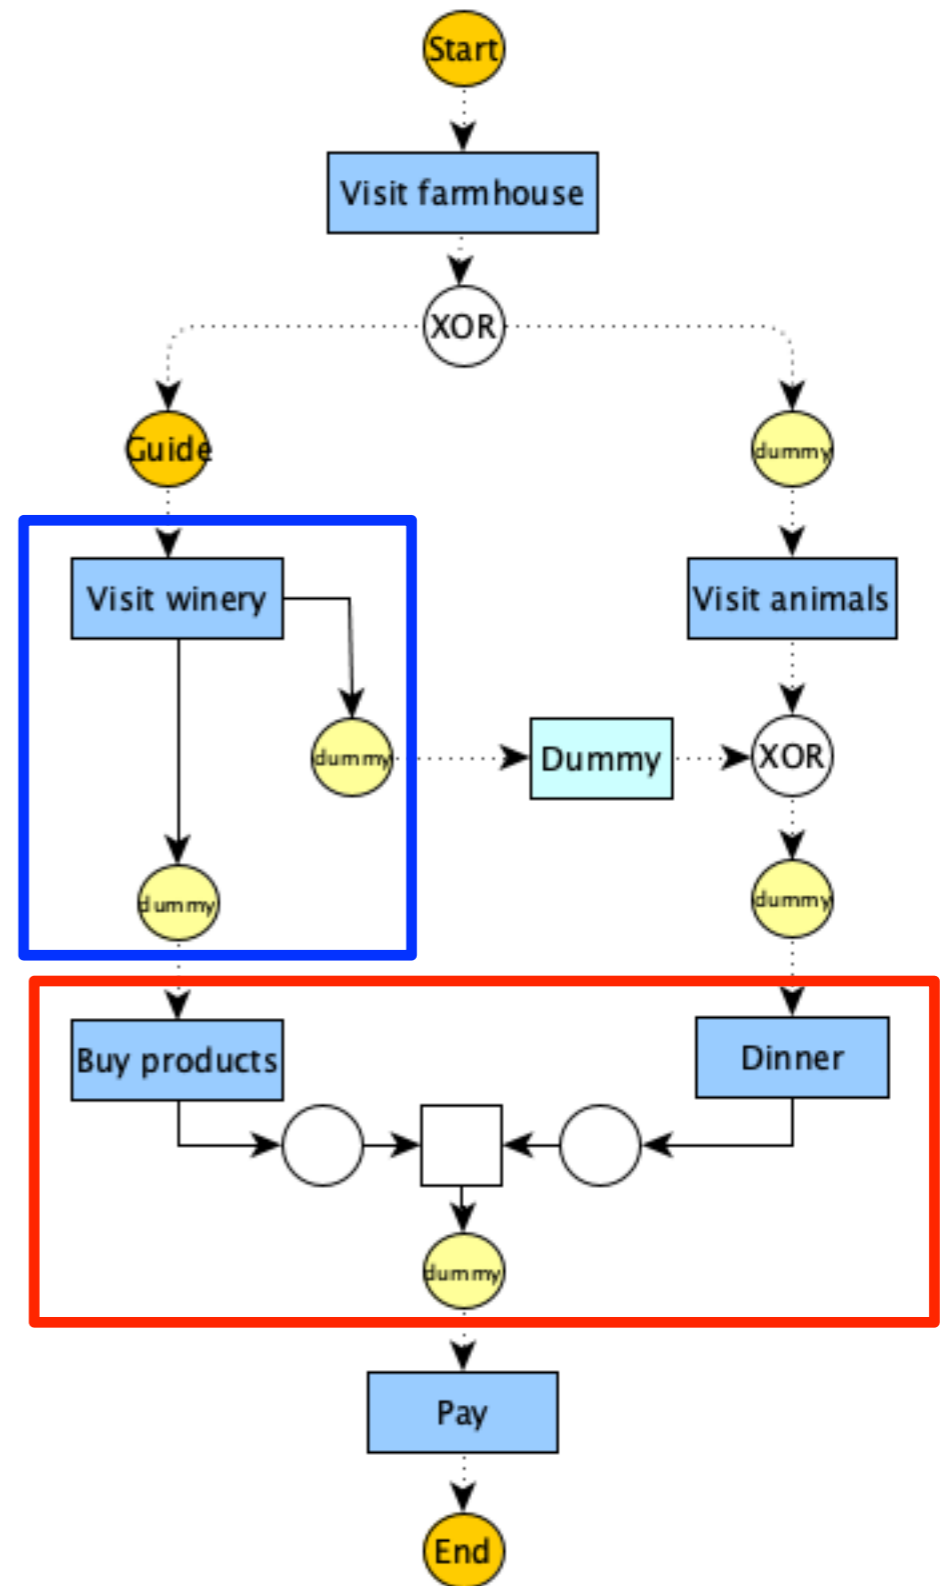 Start
Visit farmhouse
XOR
Guide
dummy
Visit winery
Visit animals
dummy
Dummy
XOR
dummy
dummy
Buy products
Dinner
dummy
Pay
End